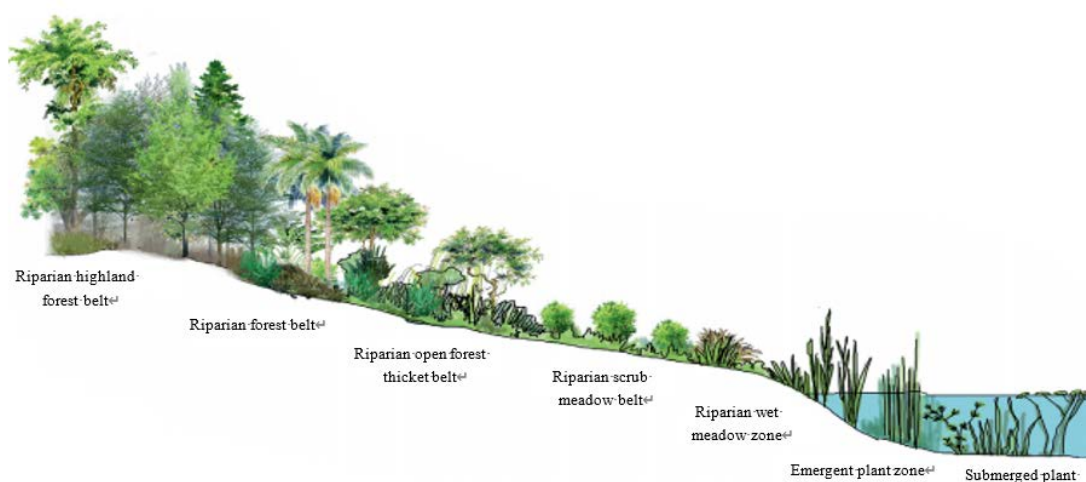 Riparian·highland·
forest·belt↵
Riparian·forest·belt↵
Riparian·open·forest·
thicket·belt↵
Riparian·scrub·
meadow·belt↵
Riparian·wet·
meadow·zone↵
Emergent·plant·zone↵
Submerged·plant·